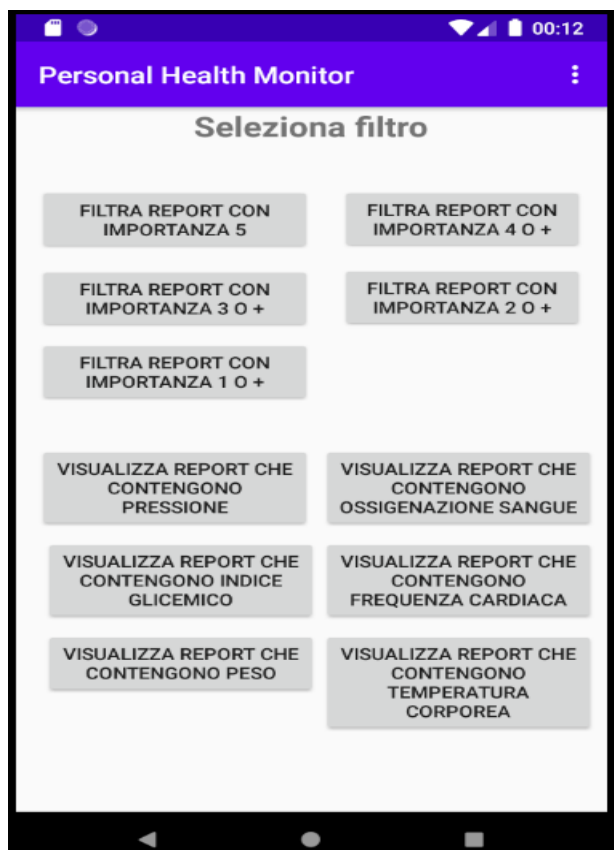 00:12
Personal Health Monitor
Seleziona filtro
FILTRA REPORT CON
IMPORTANZA 5
FILTRA REPORT CON
IMPORTANZA 4 O +
FILTRA REPORT CON
IMPORTANZA 3 O +
FILTRA REPORT CON
IMPORTANZA 2 O +
FILTRA REPORT CON
IMPORTANZA 1 O +
VISUALIZZA REPORT CHE
CONTENGONO
PRESSIONE
VISUALIZZA REPORT CHE
CONTENGONO
OSSIGENAZIONE SANGUE
VISUALIZZA REPORT CHE
CONTENGONO INDICE
GLICEMICO
VISUALIZZA REPORT CHE
CONTENGONO
FREQUENZA CARDIACA
VISUALIZZA REPORT CHE
CONTENGONO PESO
VISUALIZZA REPORT CHE
CONTENGONO
TEMPERATURA
CORPOREA